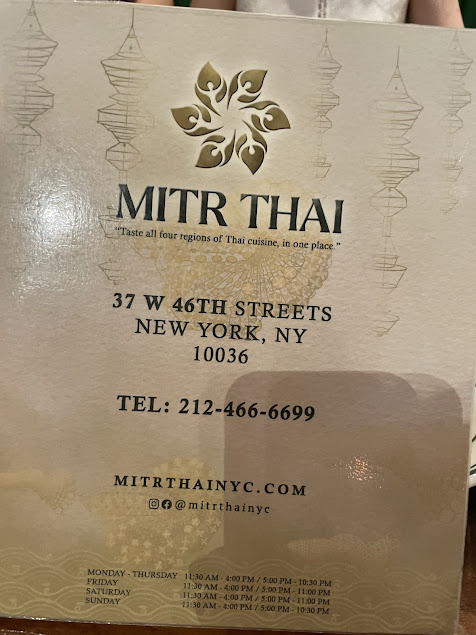 MITR THAI
"Taste all four regions of Thai cuisine, in one place."
37 W 46TH STREETS
NEW YORK, NY
10036
TEL: 212-466-6699
MITRTHAINYC.COM
@mitrthainyc
MONDAY - THURSDAY 11:30 AM - 4:00 PM / 5:00 PM - 10:30 PM
FRIDAY 11:30 AM - 4:00 PM / 5:00 PM - 11:00 PM
SATURDAY 11:30 AM - 4:00 PM / 5:00 PM - 11:00 PM
SUNDAY 11:30 AM - 4:00 PM / 5:00 PM - 10:30 PM